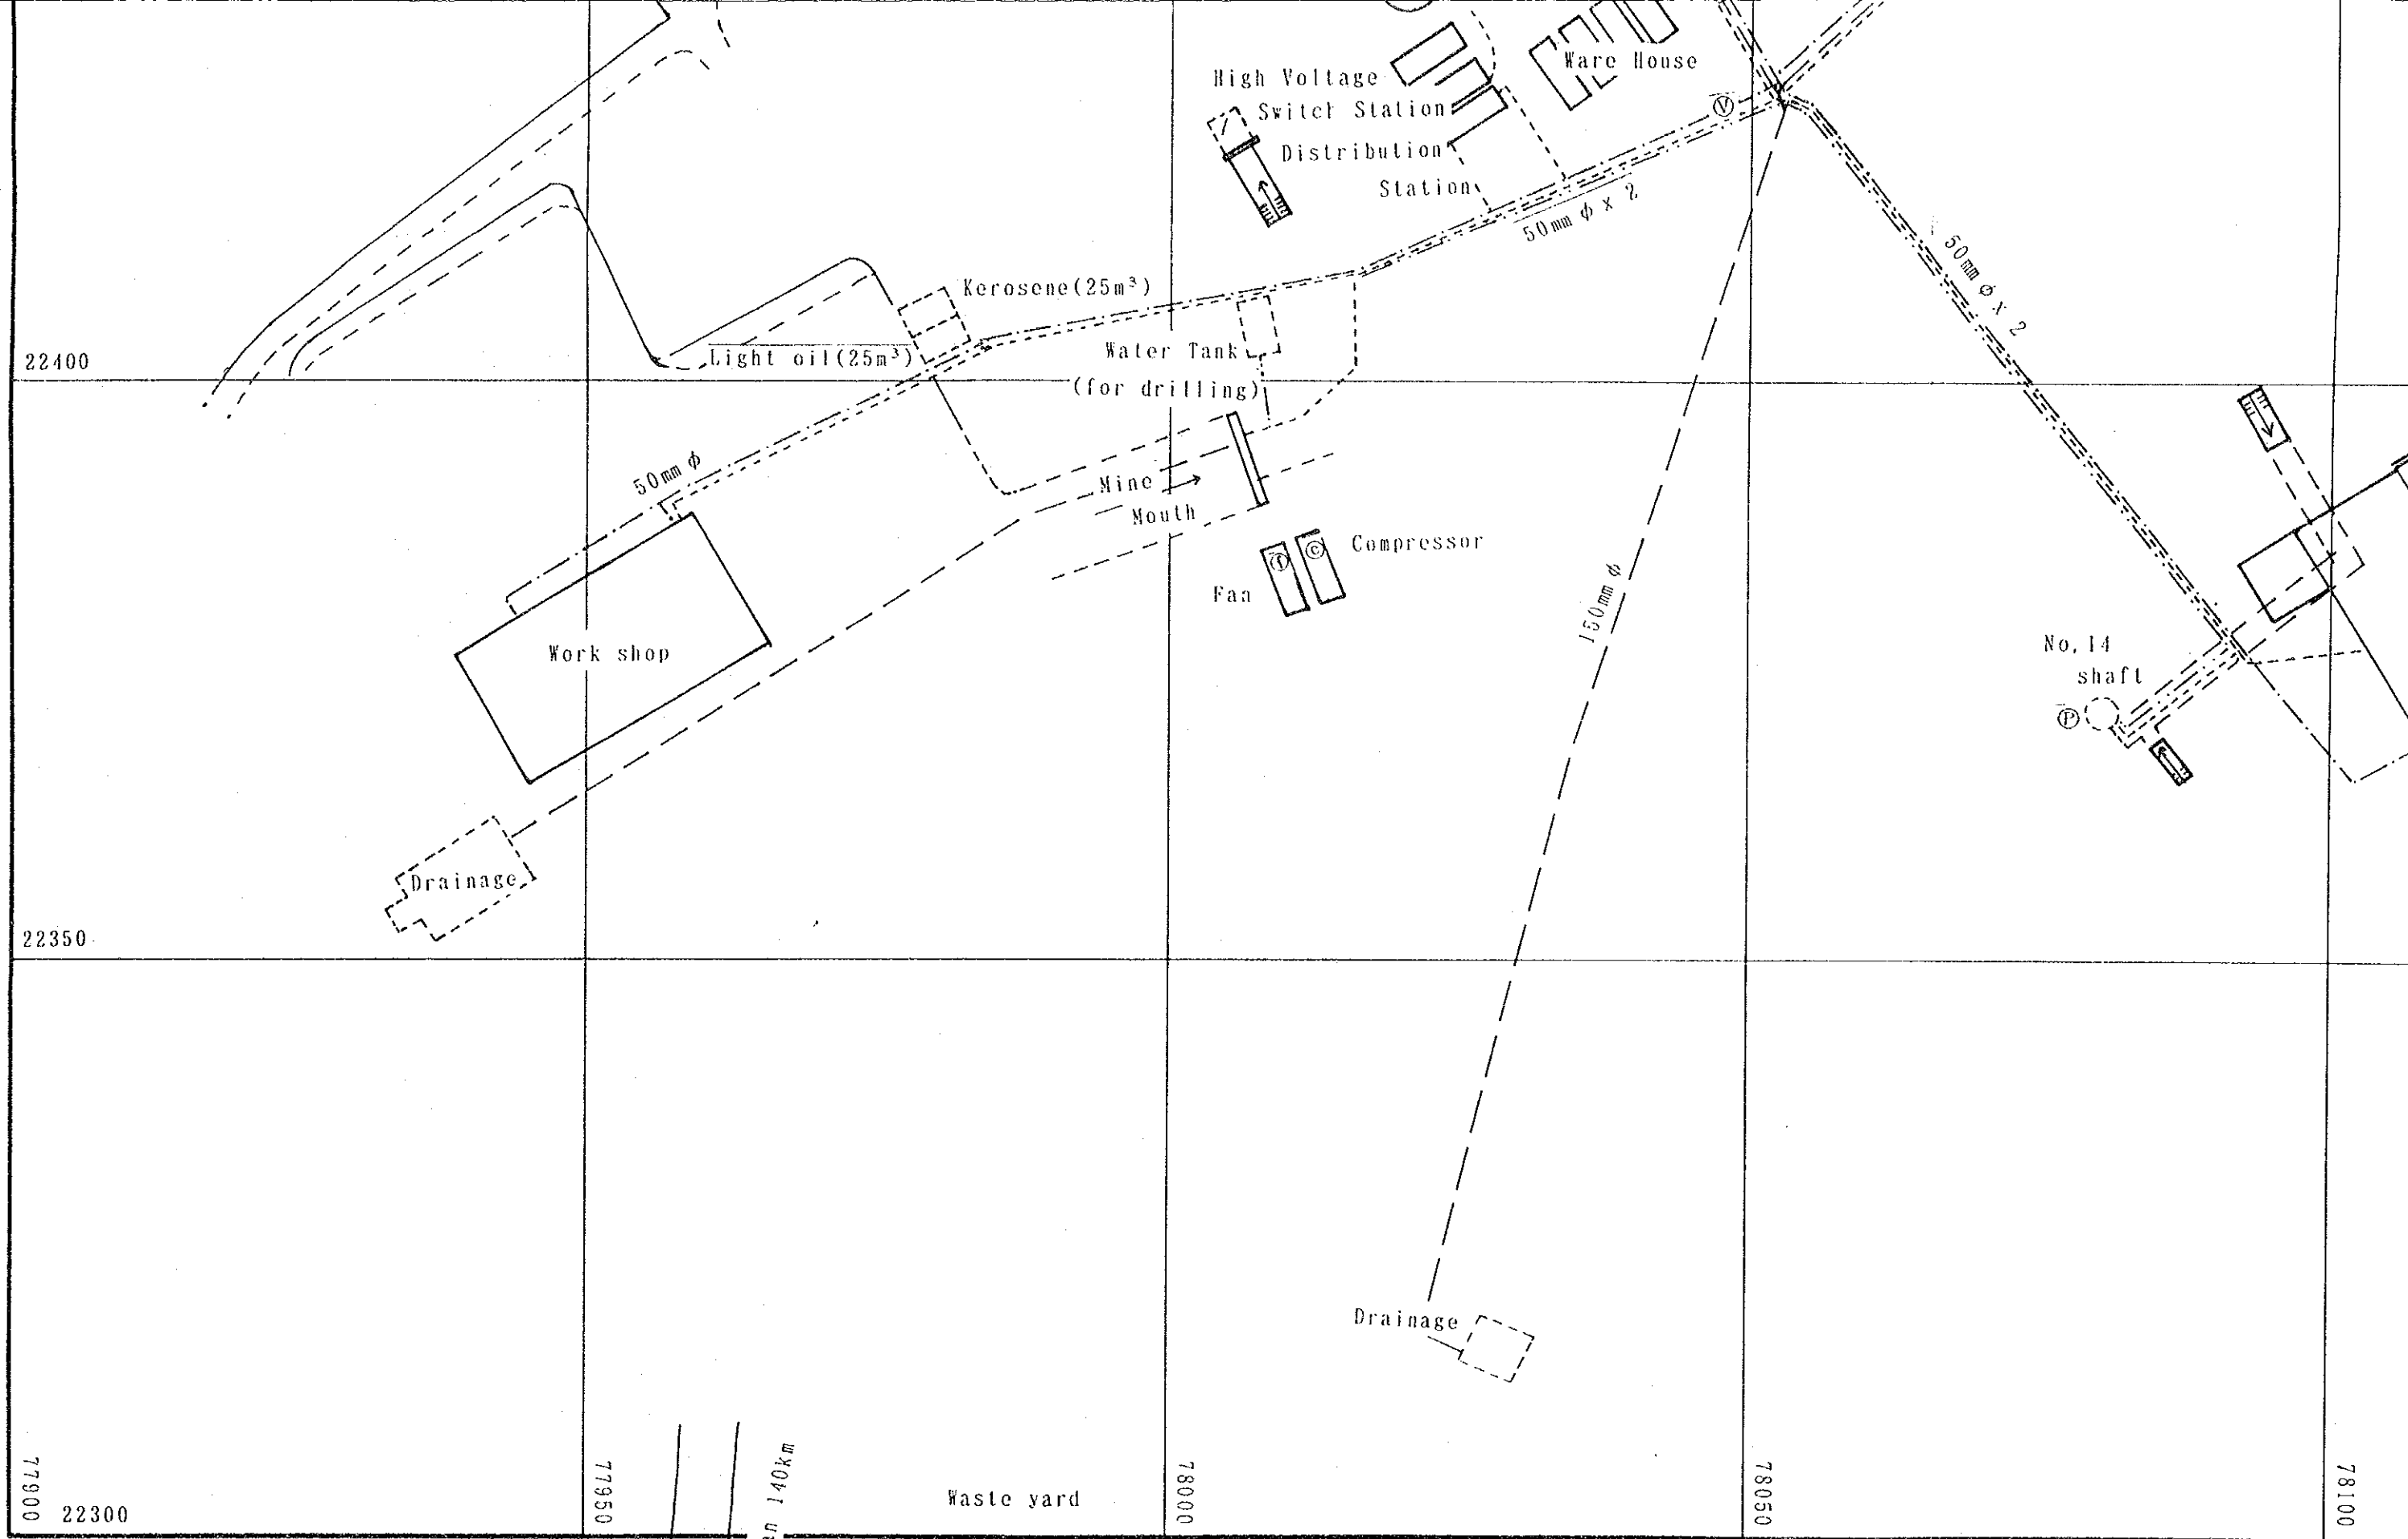 Ware House
High Voltage
Switch Station
Ⓥ
Distribution
Station
50mm φ x 2
50mm φ x 2
Kerosene(25m³)
Light oil(25m³)
Water Tank
(for drilling)
22400
50mm φ
Mine
Mouth
ⓒ Compressor
ⓕ
Fan
150mm φ
Work shop
No.14
shaft
Ⓟ
Drainage
22350
Drainage
140km
Waste yard
77900
22300
77950
78000
78050
78100